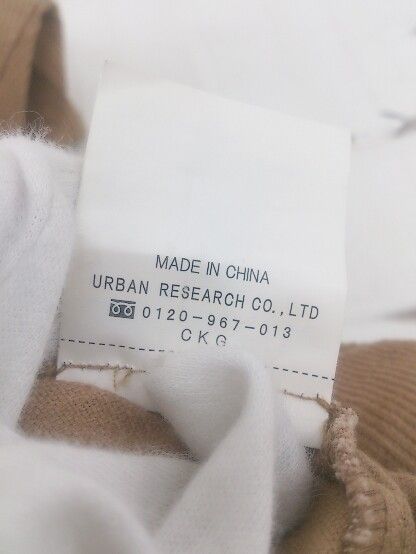 MADE IN CHINA
URBAN RESEARCH CO.,LTD
0120-967-013
CKG